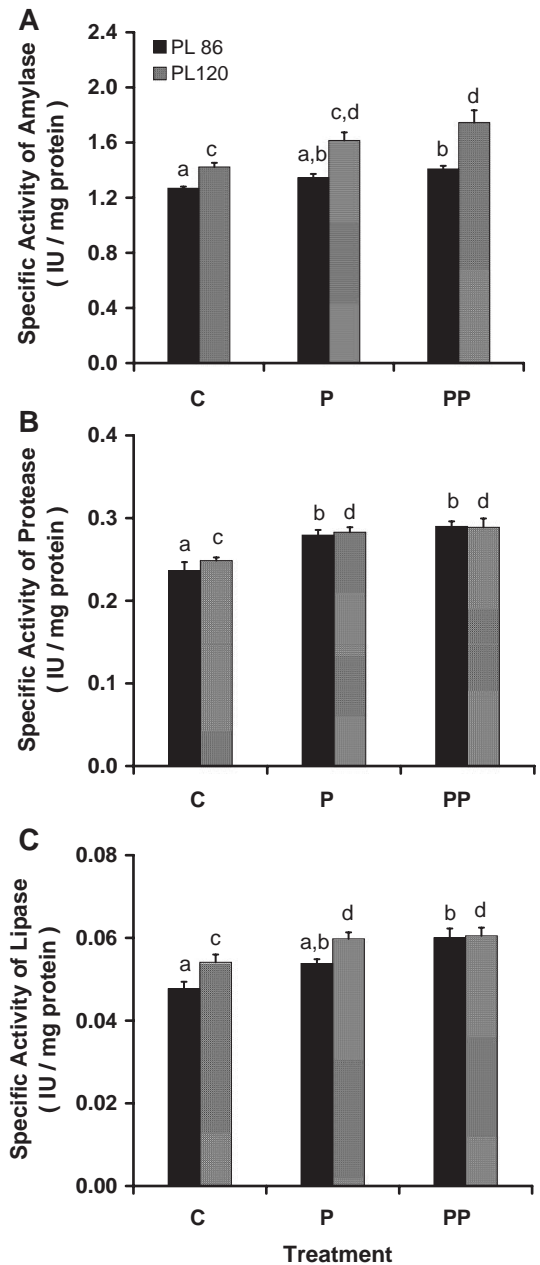 A
2.4
PL 86
PL120
2.0
d
c,d
1.6
c
a,b
b
a
1.2
0.8
0.4
0.0
C P PP
Specific Activity of Amylase
( IU / mg protein )
B
0.4
b d
b d
0.3
a c
0.2
0.1
0.0
C P PP
Specific Activity of Protease
( IU / mg protein )
C
0.08
d
b d
0.06
c
a,b
a
0.04
0.02
0.00
C P PP
Specific Activity of Lipase
( IU / mg protein )
Treatment